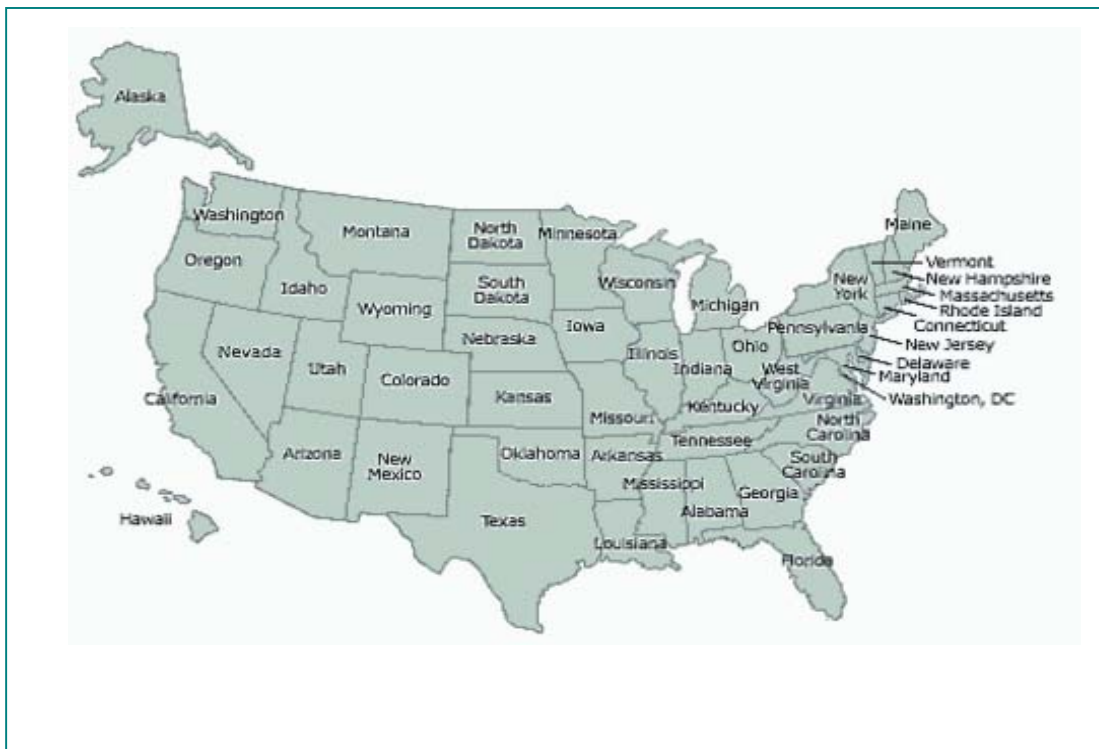 Alaska
Washington
Montana
North
Dakota
Minnesota
Maine
Oregon
Idaho
Wyoming
South
Dakota
Wisconsin
Michigan
New
York
Vermont
New Hampshire
Massachusetts
Rhode Island
Connecticut
New Jersey
Delaware
Maryland
Washington, DC
Nevada
Utah
Colorado
Nebraska
Iowa
Illinois
Indiana
Ohio
Pennsylvania
West
Virginia
Virginia
California
Kansas
Missouri
Kentucky
North
Carolina
Arizona
New
Mexico
Oklahoma
Arkansas
Tennessee
South
Carolina
Hawaii
Texas
Louisiana
Mississippi
Alabama
Georgia
Florida